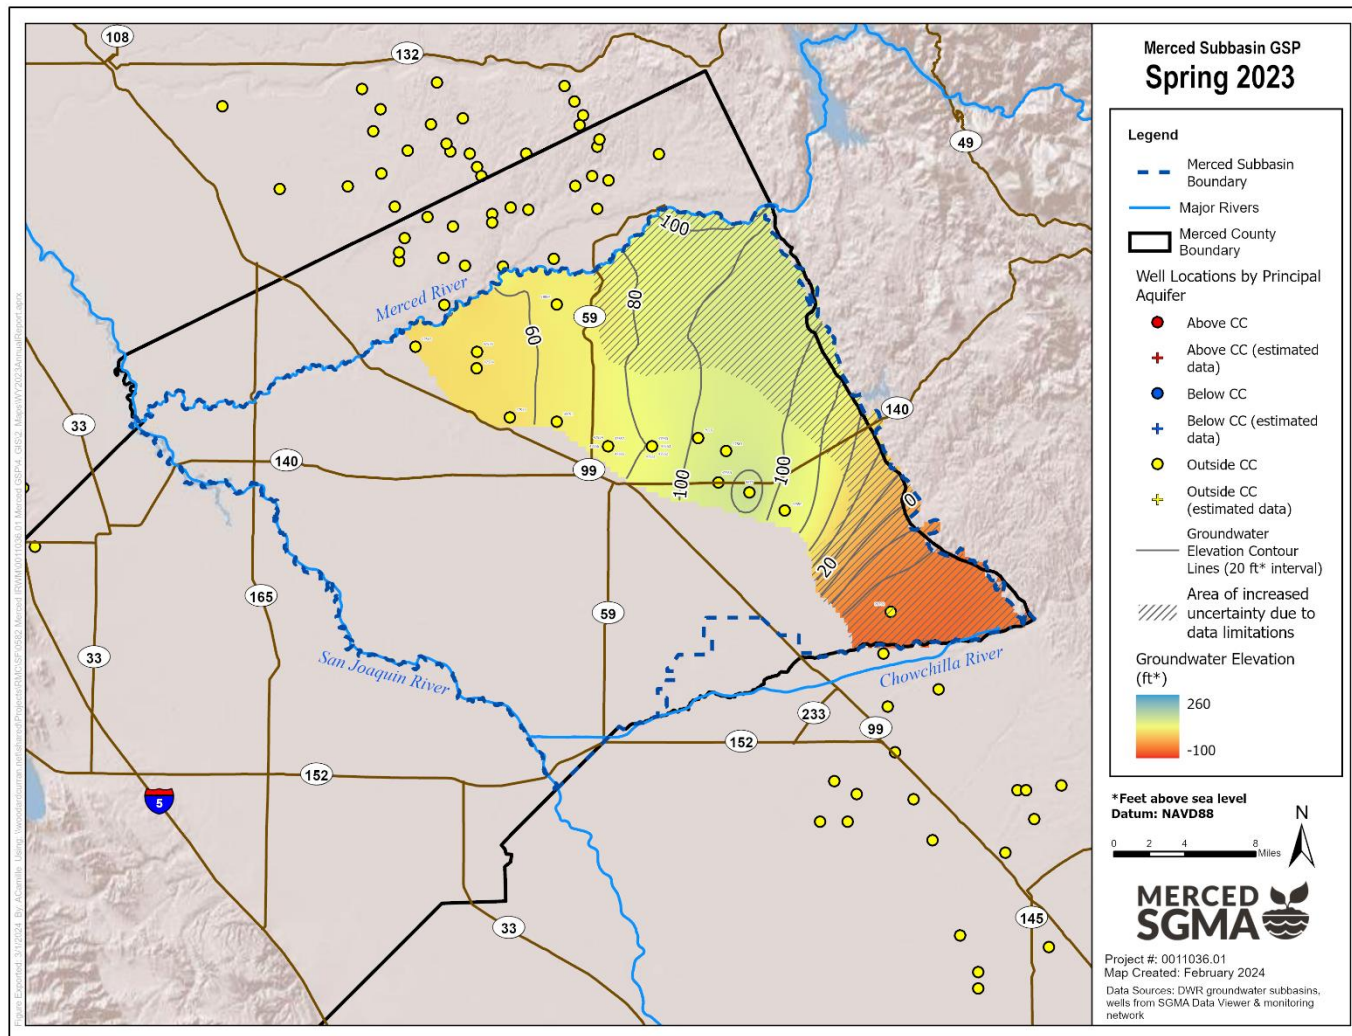 Merced Subbasin GSP
Spring 2023
Legend
Merced Subbasin
Boundary
Major Rivers
Merced County
Boundary
Well Locations by Principal
Aquifer
Above CC
Above CC (estimated
data)
Below CC
Below CC (estimated
data)
Outside CC
Outside CC
(estimated data)
Groundwater
Elevation Contour
Lines (20 ft* interval)
Area of increased
uncertainty due to
data limitations
Groundwater Elevation
(ft*)
260
-100
*Feet above sea level
Datum: NAVD88
N
0 2 4 8 Miles
MERCED
SGMA
Project #: 0011036.01
Map Created: February 2024
Data Sources: DWR groundwater subbasins,
wells from SGMA Data Viewer & monitoring
network
108
132
49
100
Merced River
59
80
60
33
140
140
99
100
100
0
20
165
59
33
San Joaquin River
Chowchilla River
233
99
152
152
5
33
145